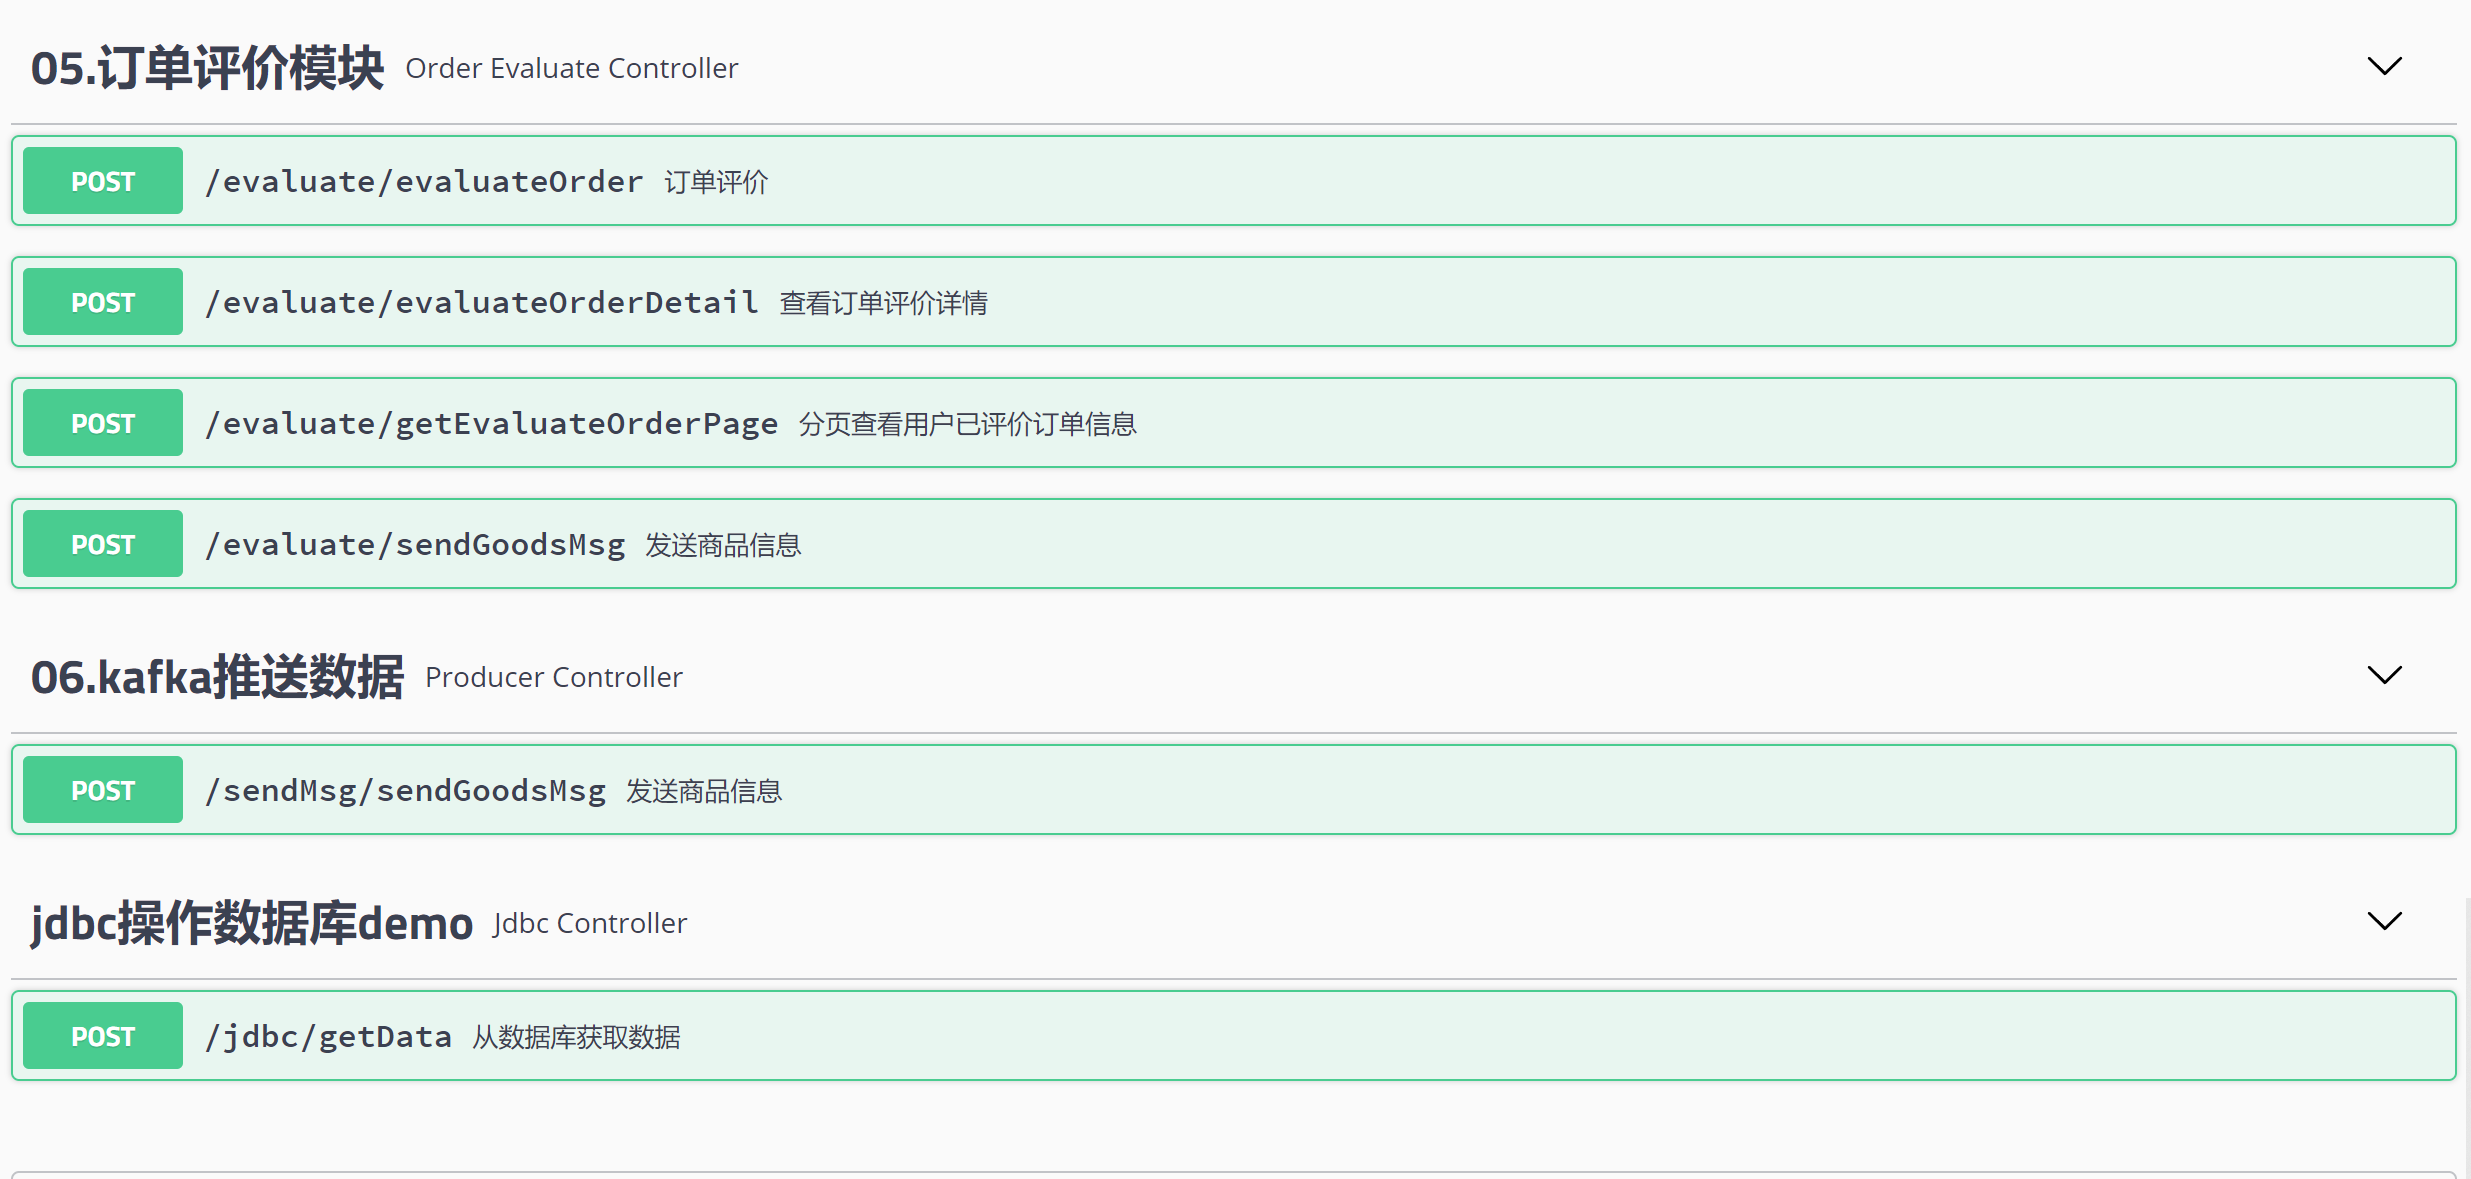 05.订单评价模块 Order Evaluate Controller
POST /evaluate/evaluateOrder 订单评价
POST /evaluate/evaluateOrderDetail 查看订单评价详情
POST /evaluate/getEvaluateOrderPage 分页查看用户已评价订单信息
POST /evaluate/sendGoodsMsg 发送商品信息
06.kafka推送数据 Producer Controller
POST /sendMsg/sendGoodsMsg 发送商品信息
jdbc操作数据库demo Jdbc Controller
POST /jdbc/getData 从数据库获取数据